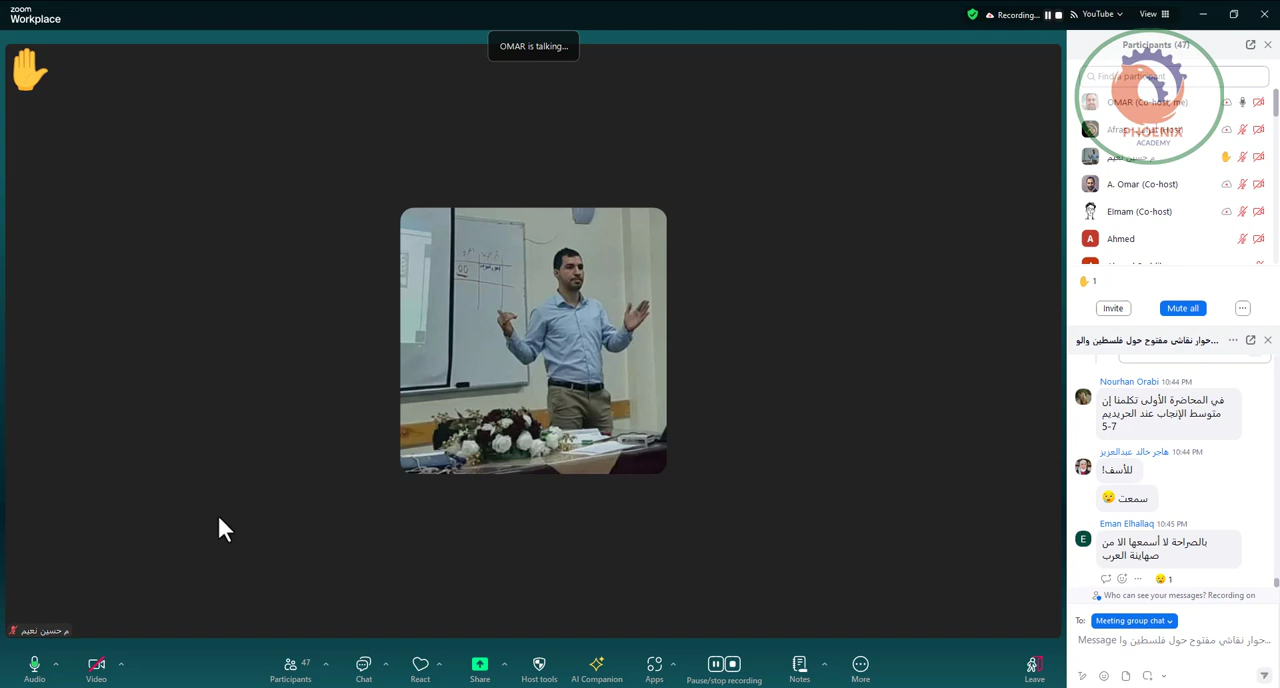 zoom
Workplace
Recording...
YouTube
View
OMAR is talking...
Participants (47)
Find a participant
OMAR (Co-host, me)
PHOENIX
ACADEMY
م حسين نعيم
A. Omar (Co-host)
EImam (Co-host)
A
Ahmed
1
Invite
Mute all
حوار نقاشي مفتوح حول فلسطين والو...
Nourhan Orabi 10:44 PM
في المحاضرة الأولى تكلمنا إن
متوسط الإنجاب عند الحريديم
5-7
هاجر خالد عبدالعزيز 10:44 PM
للأسف!
سمعت
Eman Elhallaq 10:45 PM
E
بالصراحة لا أسمعها الا من
صهاينة العرب
1
Who can see your messages? Recording on
To: Meeting group chat
Message حوار نقاشي مفتوح حول فلسطين وا...
م حسين نعيم
Audio
Video
Participants
47
Chat
React
Share
Host tools
AI Companion
Apps
Pause/stop recording
Notes
More
Leave